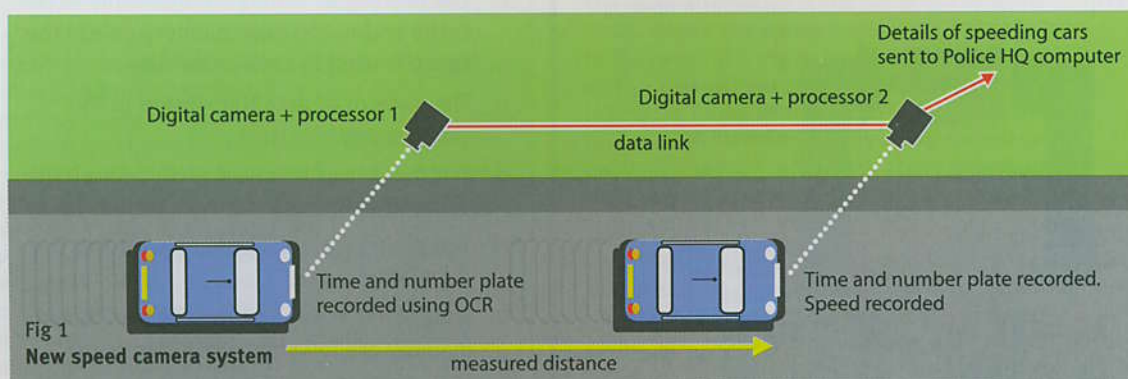 Details of speeding cars
sent to Police HQ computer
Digital camera + processor 1
Digital camera + processor 2
data link
Time and number plate
recorded using OCR
Time and number plate recorded.
Speed recorded
Fig 1
New speed camera system
measured distance